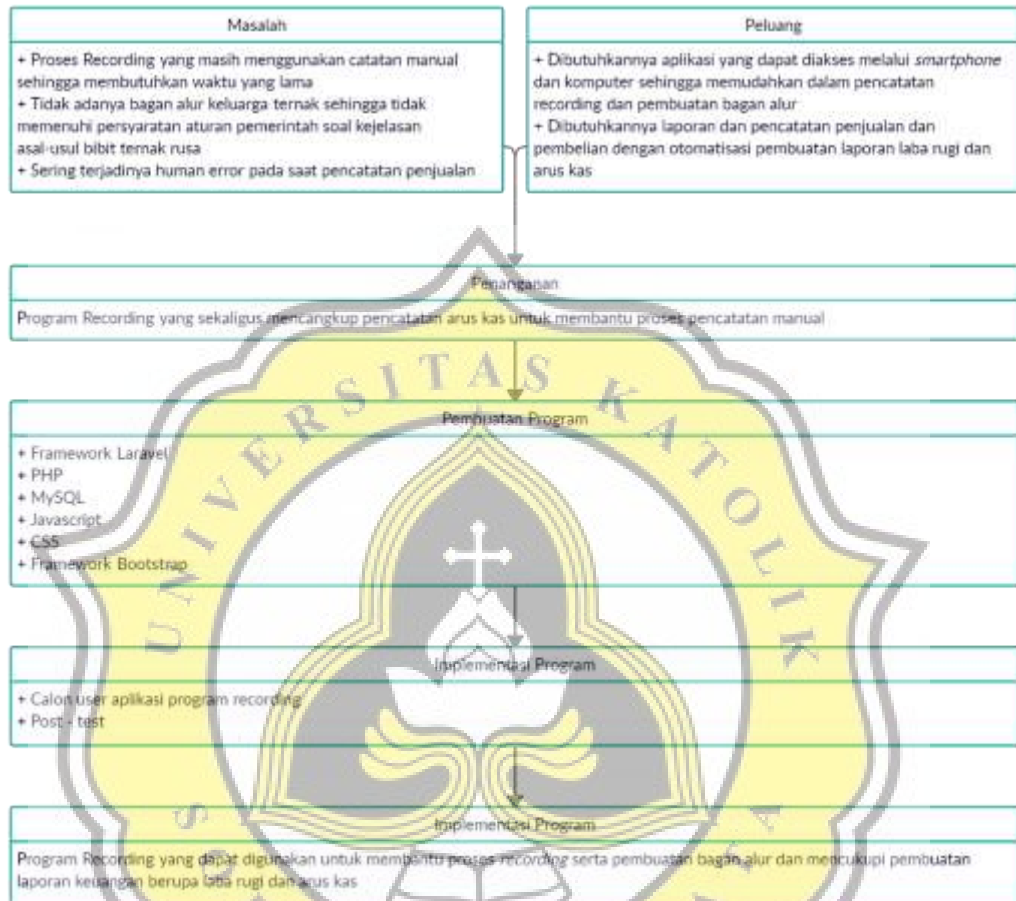 Masalah
+ Proses Recording yang masih menggunakan catatan manual
sehingga membutuhkan waktu yang lama
+ Tidak adanya bagan alur keluarga ternak sehingga tidak
memenuhi persyaratan aturan pemerintah soal kejelasan
asal-usul bibit ternak rusa
+ Sering terjadinya human error pada saat pencatatan penjualan
Peluang
+ Dibutuhkannya aplikasi yang dapat diakses melalui smartphone
dan komputer sehingga memudahkan dalam pencatatan
recording dan pembuatan bagan alur
+ Dibutuhkannya laporan dan pencatatan penjualan dan
pembelian dengan otomatisasi pembuatan laporan laba rugi dan
arus kas
Penanganan
Program Recording yang sekaligus mencangkup pencatatan arus kas untuk membantu proses pencatatan manual
UNIVERSITAS KATOLIK
Pembuatan Program
+ Framework Laravel
+ PHP
+ MySQL
+ Javascript
+ CSS
+ Framework Bootstrap
Implementasi Program
+ Calon user aplikasi program recording
+ Post - test
Implementasi Program
Program Recording yang dapat digunakan untuk membantu proses recording serta pembuatan bagan alur dan mencukupi pembuatan
laporan keuangan berupa laba rugi dan arus kas